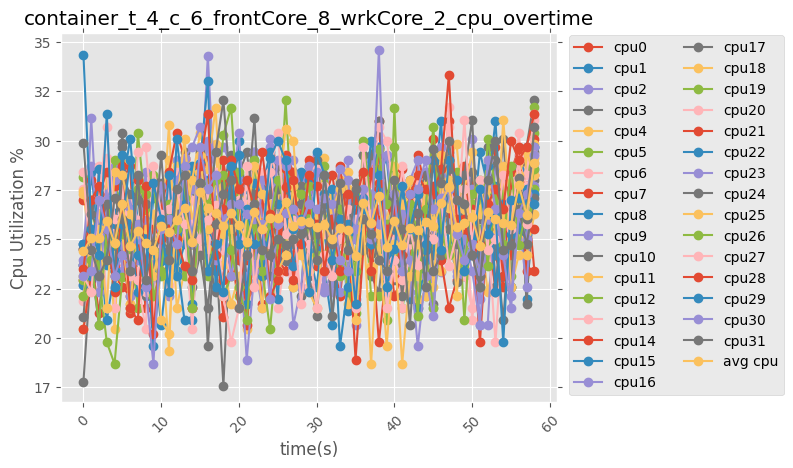 container_t_4_c_6_frontCore_8_wrkCore_2_cpu_overtime
Cpu Utilization %
35
32
30
27
25
22
20
17
0
10
20
30
40
50
60
time(s)
cpu0
cpu1
cpu2
cpu3
cpu4
cpu5
cpu6
cpu7
cpu8
cpu9
cpu10
cpu11
cpu12
cpu13
cpu14
cpu15
cpu16
cpu17
cpu18
cpu19
cpu20
cpu21
cpu22
cpu23
cpu24
cpu25
cpu26
cpu27
cpu28
cpu29
cpu30
cpu31
avg cpu